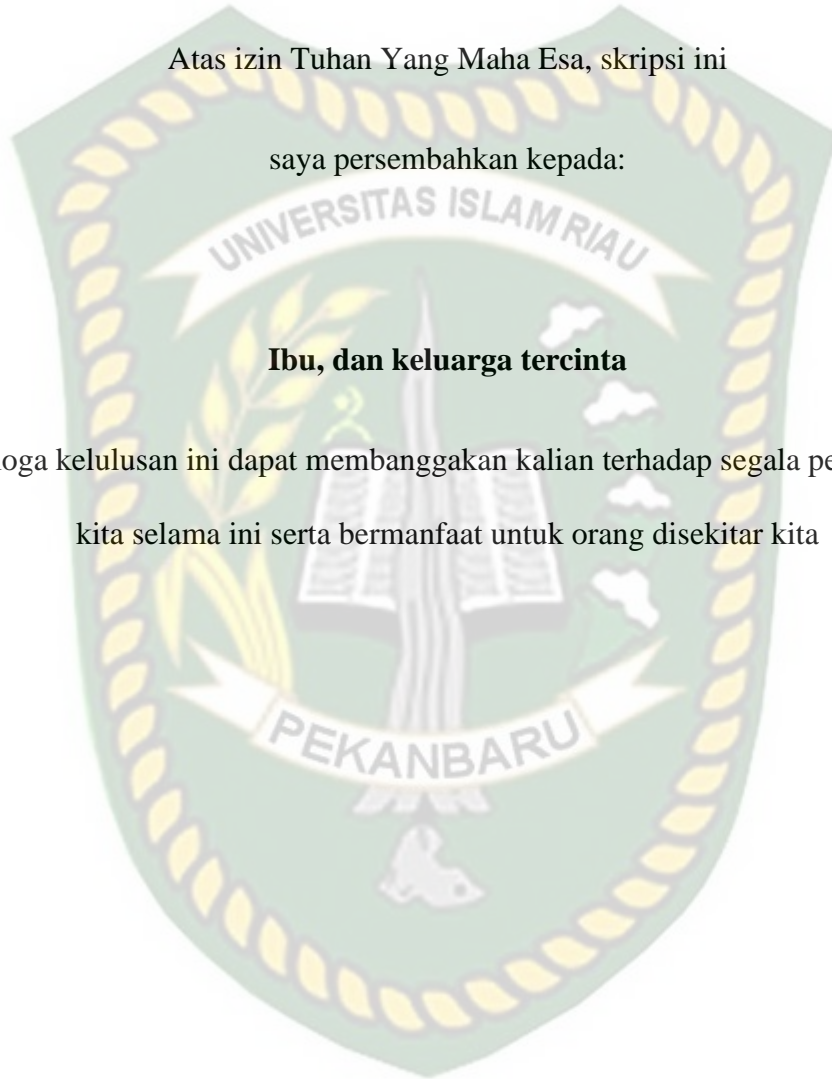 Atas izin Tuhan Yang Maha Esa, skripsi ini
saya persembahkan kepada:
UNIVERSITAS ISLAM RIAU
Ibu, dan keluarga tercinta
kelulusan ini dapat membanggakan kalian terhadap segala
kita selama ini serta bermanfaat untuk orang disekitar kita
PEKANBARU